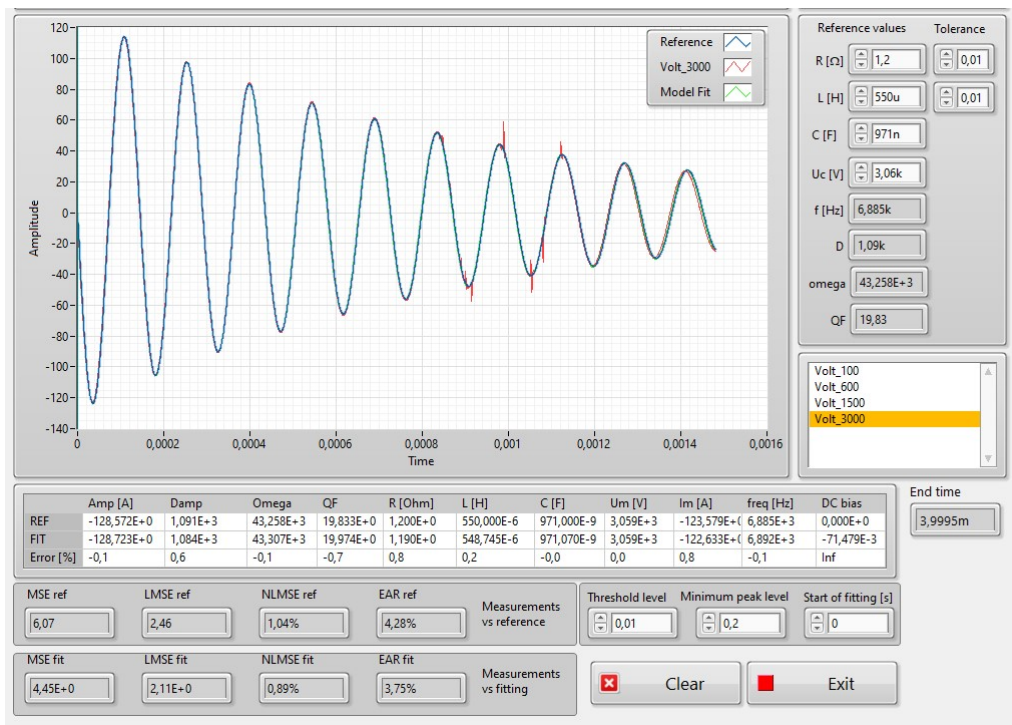 120
100
80
60
40
20
0
-20
-40
-60
-80
-100
-120
-140
Amplitude
0
0,0002
0,0004
0,0006
0,0008
0,001
0,0012
0,0014
0,0016
Time
Reference
Volt_3000
Model Fit
Reference values Tolerance
R [Ω] 1,2 0,01
L [H] 550u 0,01
C [F] 971n
Uc [V] 3,06k
f [Hz] 6,885k
D 1,09k
omega 43,258E+3
QF 19,83
Volt_100
Volt_600
Volt_1500
Volt_3000
Amp [A] Damp Omega QF R [Ohm] L [H] C [F] Um [V] Im [A] freq [Hz] DC bias
REF -128,572E+0 1,091E+3 43,258E+3 19,833E+0 1,200E+0 550,000E-6 971,000E-9 3,059E+3 -123,579E+( 6,885E+3 0,000E+0
FIT -128,723E+0 1,084E+3 43,307E+3 19,974E+0 1,190E+0 548,745E-6 971,070E-9 3,059E+3 -122,633E+( 6,892E+3 -71,479E-3
Error [%] -0,1 0,6 -0,1 -0,7 0,8 0,2 -0,0 0,0 0,8 -0,1 Inf
End time
3,9995m
MSE ref LMSE ref NLMSE ref EAR ref
6,07 2,46 1,04% 4,28%
Measurements
vs reference
Threshold level Minimum peak level Start of fitting [s]
0,01 0,2 0
MSE fit LMSE fit NLMSE fit EAR fit
4,45E+0 2,11E+0 0,89% 3,75%
Measurements
vs fitting
Clear
Exit